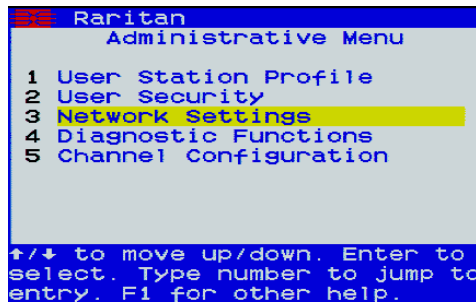 Raritan
Administrative Menu
1 User Station Profile
2 User Security
3 Network Settings
4 Diagnostic Functions
5 Channel Configuration
↑/↓ to move up/down. Enter to
select. Type number to jump to
entry. F1 for other help.